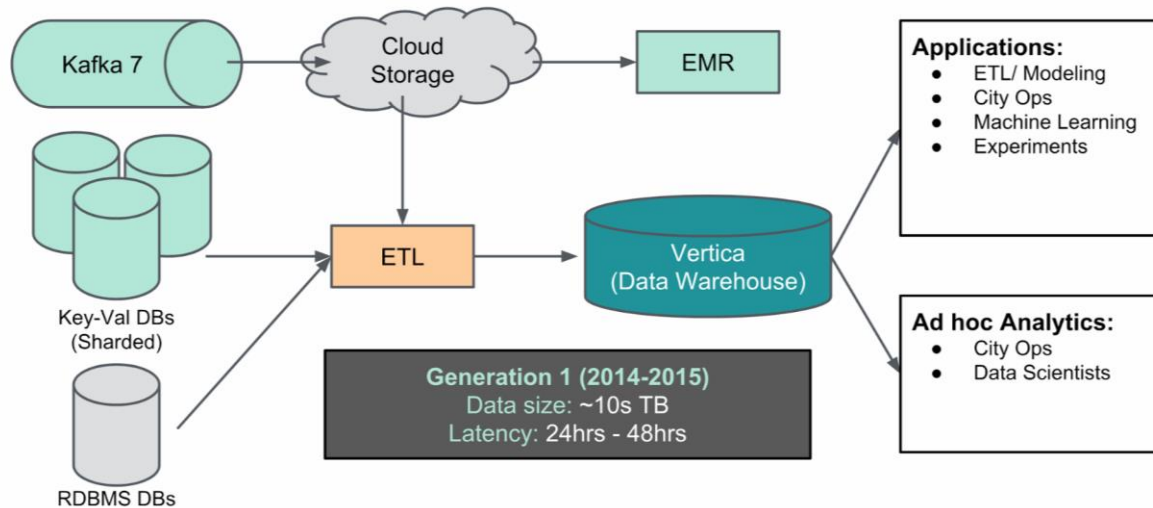 Kafka 7
Cloud
Storage
EMR
Applications:
● ETL/ Modeling
● City Ops
● Machine Learning
● Experiments
Key-Val DBs
(Sharded)
ETL
Vertica
(Data Warehouse)
Ad hoc Analytics:
● City Ops
● Data Scientists
Generation 1 (2014-2015)
Data size: ~10s TB
Latency: 24hrs - 48hrs
RDBMS DBs